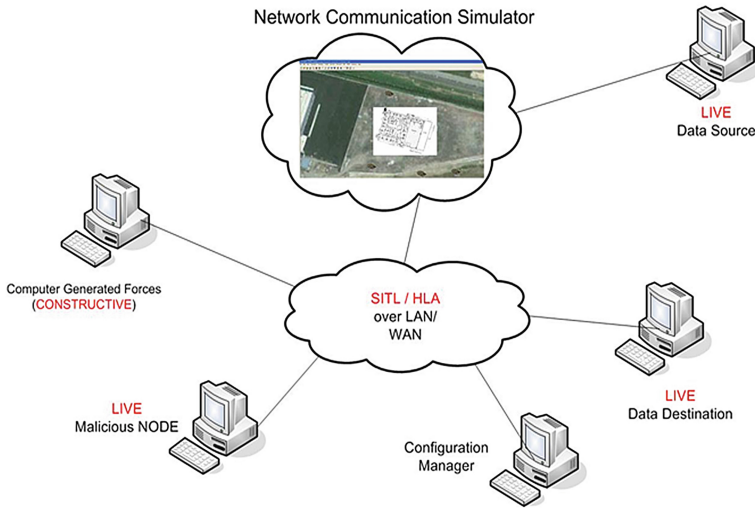 Network Communication Simulator
LIVE
Data Source
Computer Generated Forces
(CONSTRUCTIVE)
SITL / HLA
over LAN/
WAN
LIVE
Malicious NODE
LIVE
Data Destination
Configuration
Manager